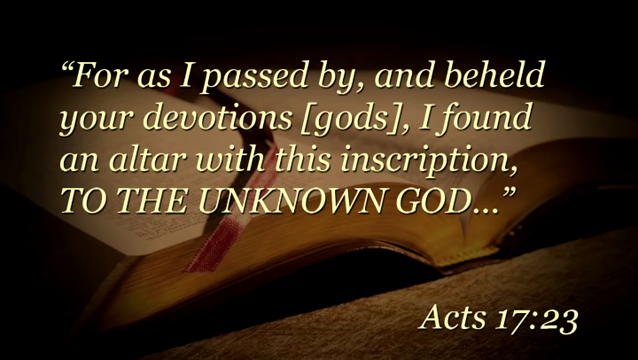 “For as I passed by, and beheld
your devotions [gods], I found
an altar with this inscription,
TO THE UNKNOWN GOD...”
Acts 17:23